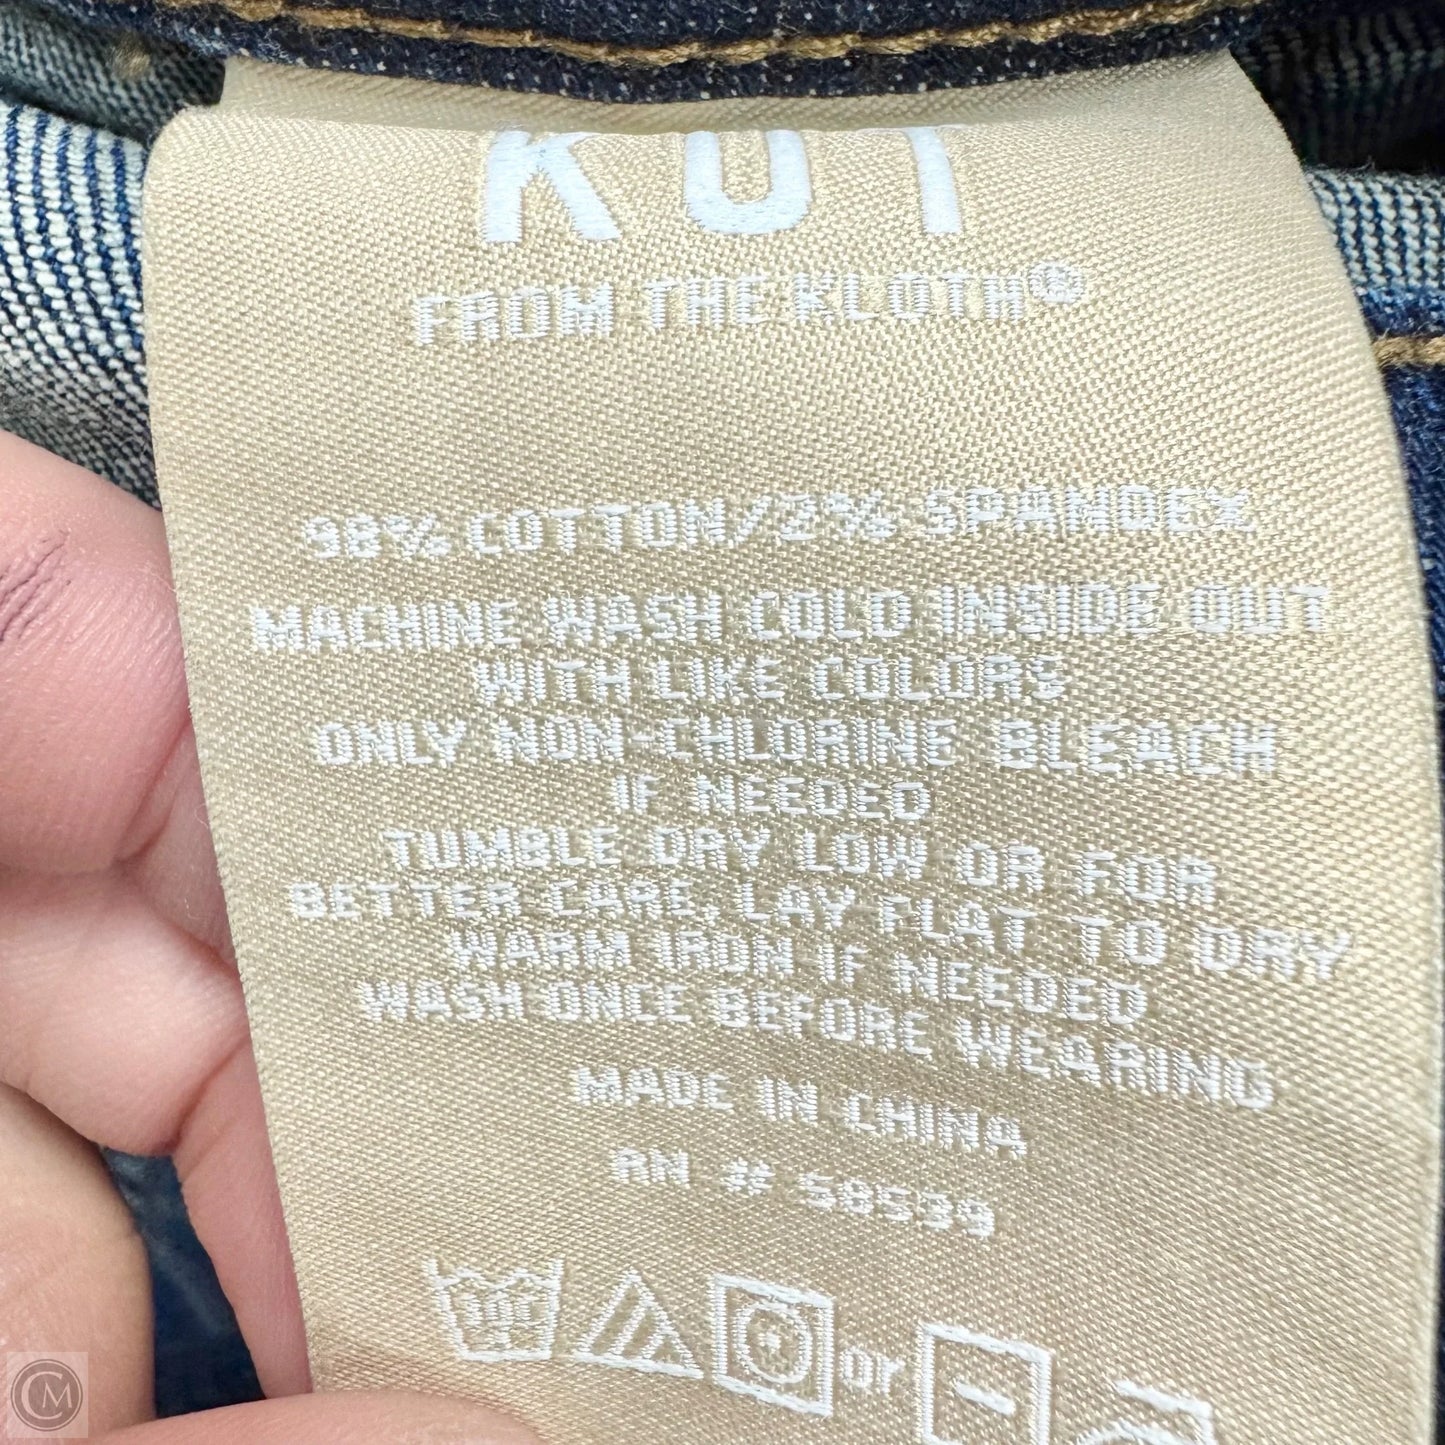 KUT
FROM THE KLOTH®
98% COTTON/2% SPANDEX
MACHINE WASH COLD INSIDE OUT
WITH LIKE COLORS
ONLY NON-CHLORINE BLEACH
IF NEEDED
TUMBLE DRY LOW OR FOR
BETTER CARE, LAY FLAT TO DRY
WARM IRON IF NEEDED
WASH ONCE BEFORE WEARING
MADE IN CHINA
RN # 58539
or
CM